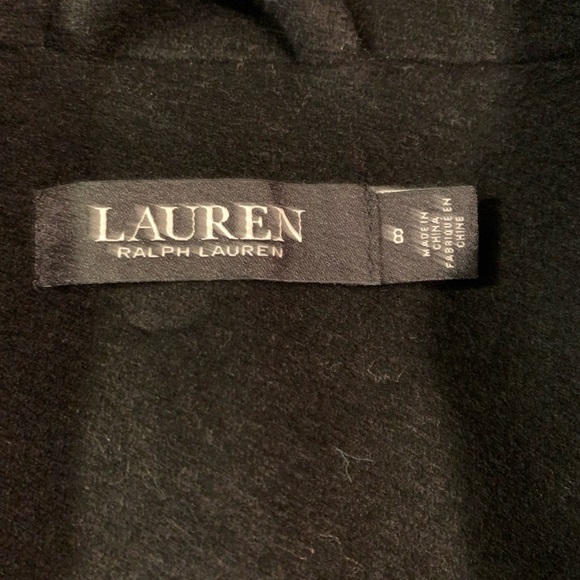 LAUREN
RALPH LAUREN
8
MADE IN
CHINA
FABRIQUÉ EN
CHINE